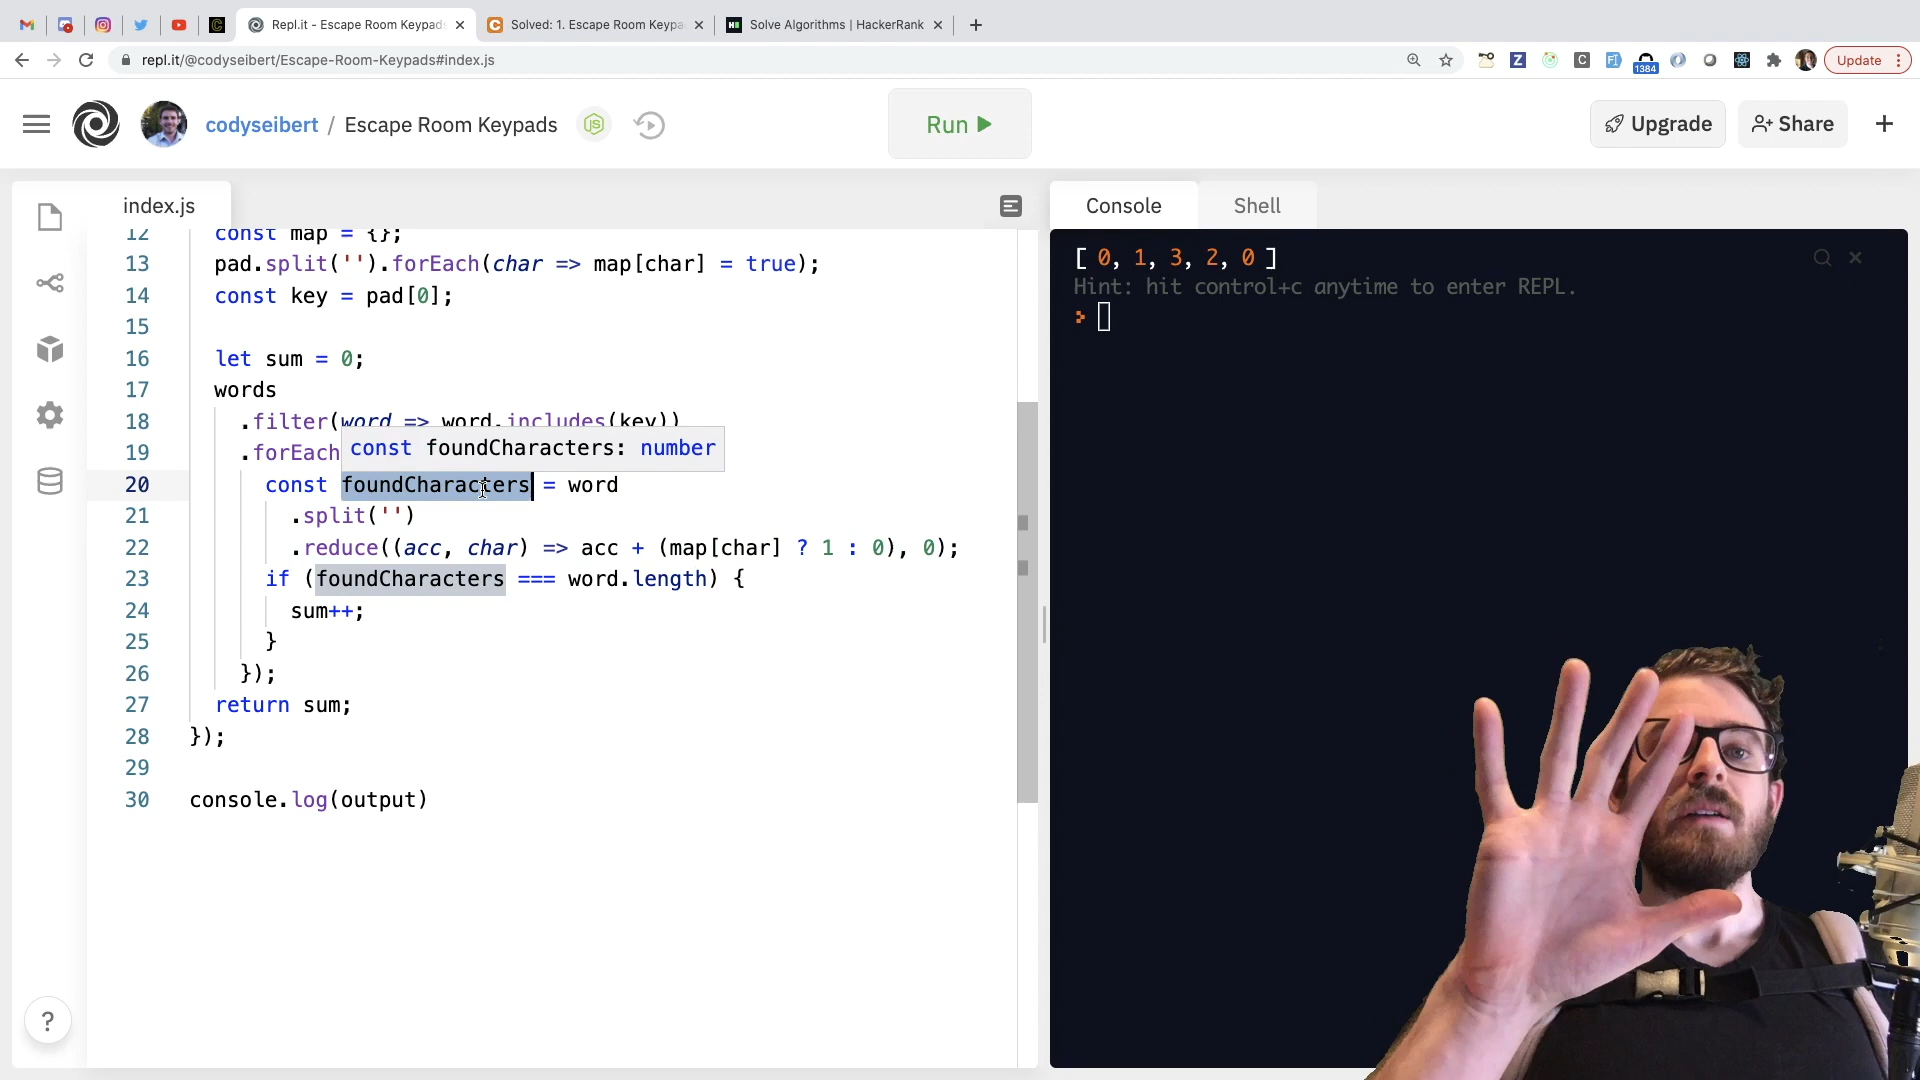 Repl.it - Escape Room Keypads
Solved: 1. Escape Room Keypa
Solve Algorithms | HackerRank
repl.it/@codyseibert/Escape-Room-Keypads#index.js
1384
Update
codyseibert / Escape Room Keypads
Run
Upgrade
Share
index.js
Console
Shell
12 const map = {};
13 pad.split('').forEach(char => map[char] = true);
14 const key = pad[0];
15
16 let sum = 0;
17 words
18 .filter(word => word.includes(key))
19 .forEach
const foundCharacters: number
20 const foundCharacters = word
21 .split('')
22 .reduce((acc, char) => acc + (map[char] ? 1 : 0), 0);
23 if (foundCharacters === word.length) {
24 sum++;
25 }
26 });
27 return sum;
28 });
29
30 console.log(output)
[ 0, 1, 3, 2, 0 ]
Hint: hit control+c anytime to enter REPL.
?